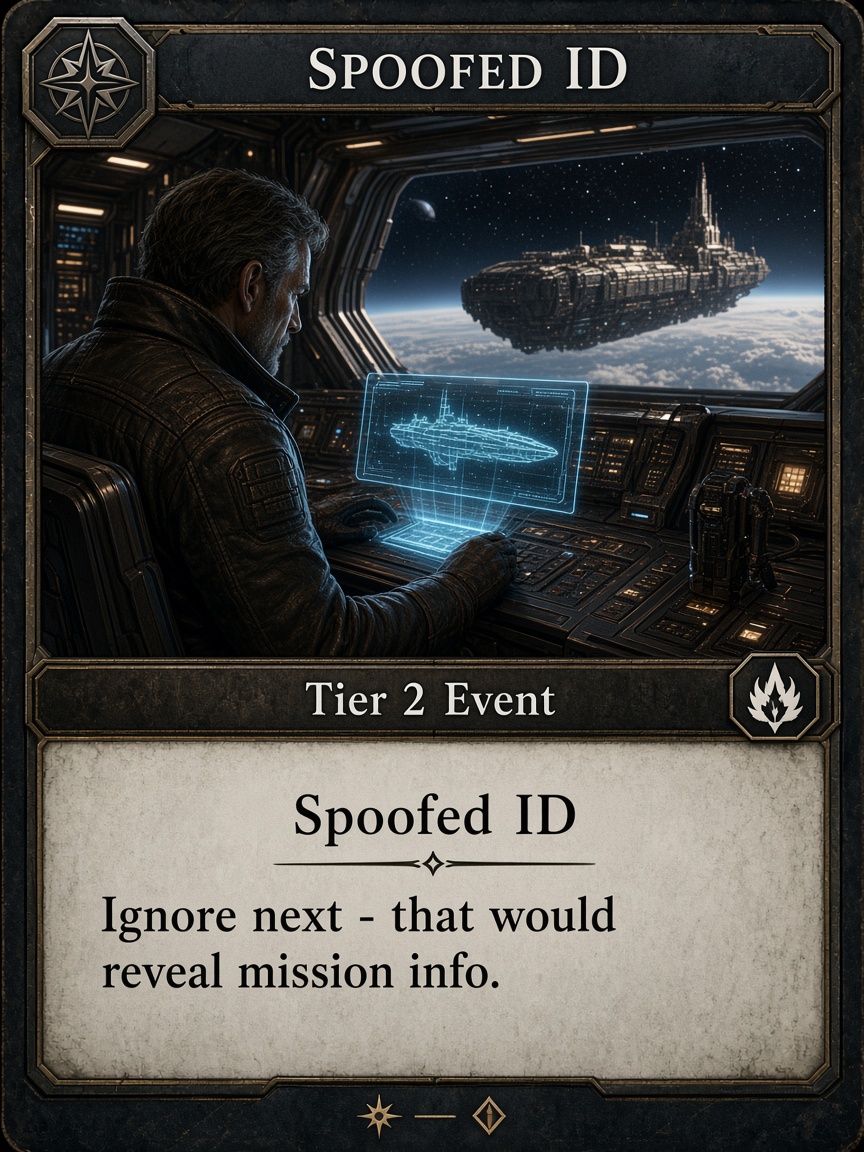 SPOOFED ID
Tier 2 Event
Spoofed ID
Ignore next - that would
reveal mission info.